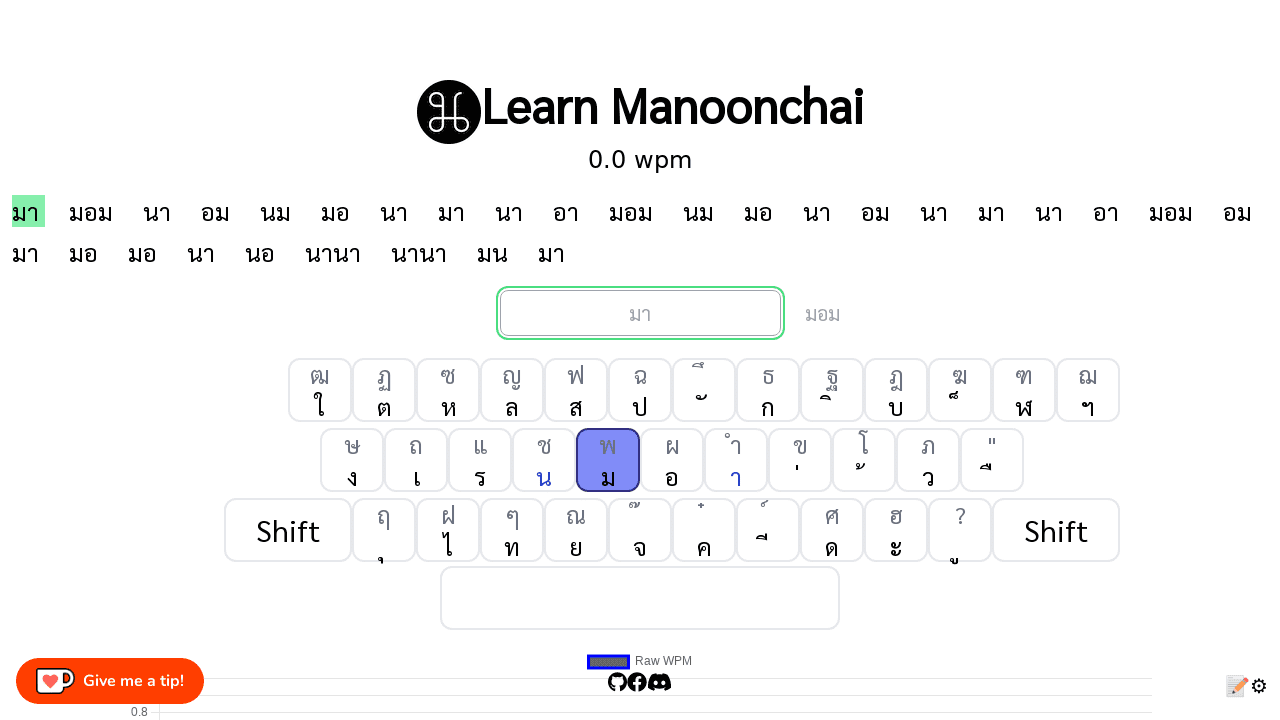 Learn Manoonchai
0.0 wpm
มา มอม นา อม นม มอ นา มา นา อา มอม นม มอ นา อม นา มา นา อา มอม อม
มา มอ มอ นา นอ นานา นานา มน มา
มา มอม
ฒ ฏ ซ ญ ฟ ฉ ึ ธ ฐ ฎ ฆ ฑ ฌ
ใ ต ห ล ส ป ั ก ิ บ ็ ฬ ฯ
ษ ถ แ ช พ ผ ำ ข โ ภ "
ง เ ร น ม อ า ่ ้ ว ื
Shift ฤ ฝ ๆ ณ ๊ ๋ ์ ศ ฮ ? Shift
ุ ไ ท ย จ ค ี ด ะ ู
Raw WPM
Give me a tip!
0.8